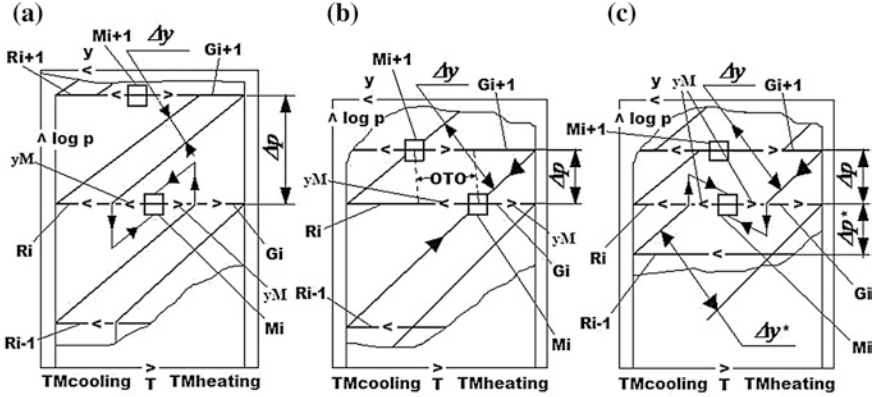 (a)
Mi+1
Δy
Ri+1
y
Gi+1
^ log p
Δp
yM
Ri
Gi
yM
Ri-1
Mi
TMcooling
T
TMheating
(b)
Mi+1
Δy
y
Gi+1
^ log p
yM
OTO
Δp
Ri
yM
Gi
Ri-1
Mi
TMcooling
T
TMheating
(c)
y
yM
Δy
Mi+1
^ log p
Gi+1
Δp
Ri
Δp*
Ri-1
Gi
Δy*
Mi
TMcooling
T
TMheating